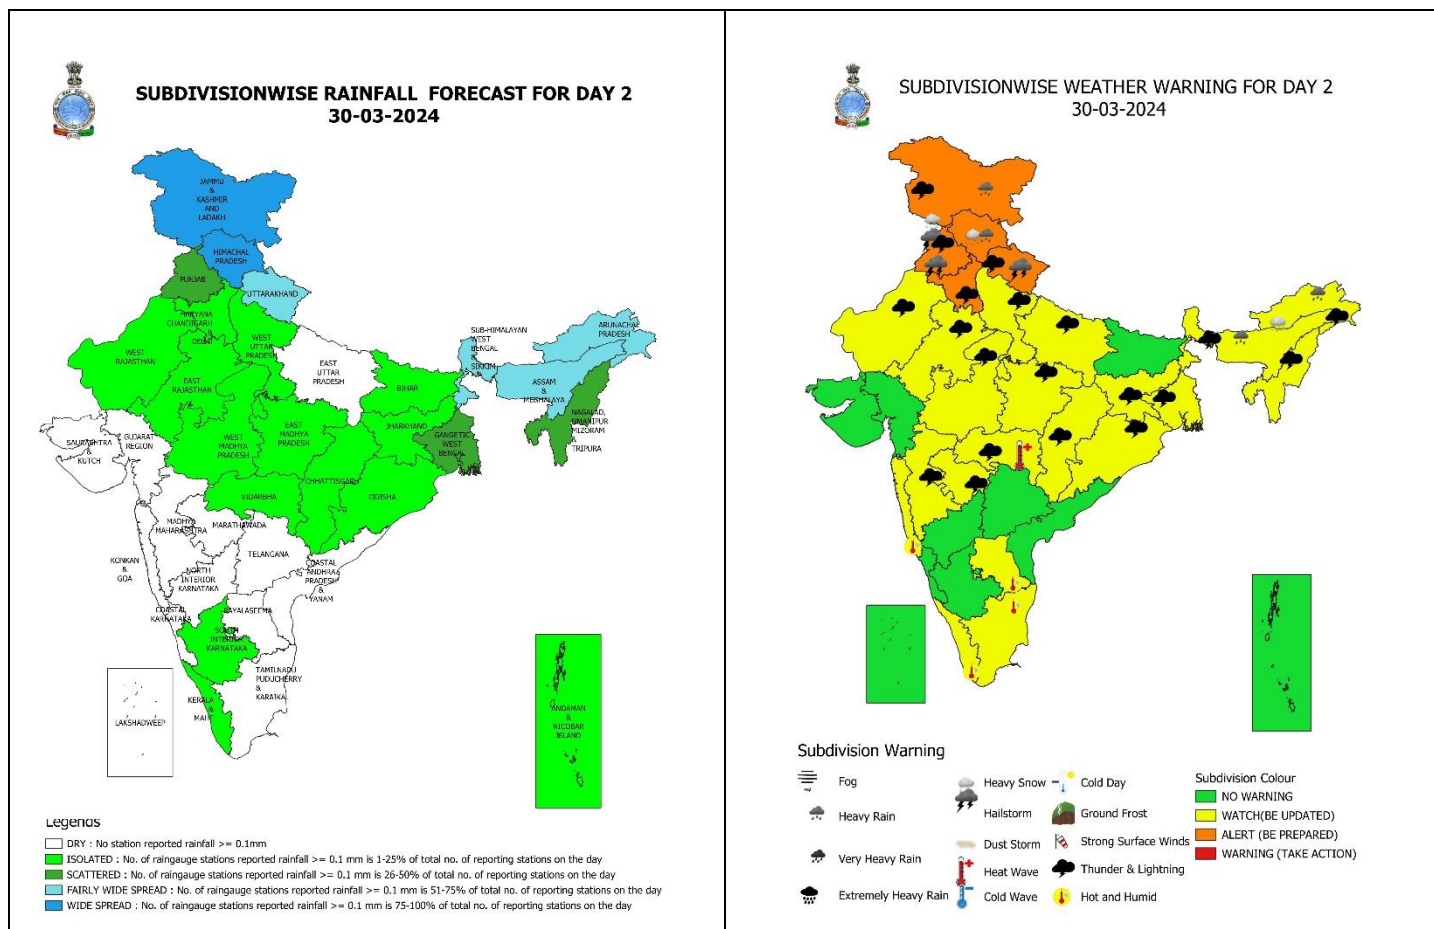 SUBDIVISIONWISE RAINFALL FORECAST FOR DAY 2
30-03-2024
JAMMU
&
KASHMIR
AND
LADAKH
HIMACHAL
PRADESH
PUNJAB
UTTARAKHAND
HARYANA
CHANDIGARH
&
DELHI
WEST
UTTAR
PRADESH
WEST
RAJASTHAN
EAST
RAJASTHAN
EAST
UTTAR
PRADESH
SUB-HIMALAYAN
WEST
BENGAL
&
SIKKIM
ARUNACHAL
PRADESH
ASSAM
&
MEGHALAYA
NAGALAD,
MIZORAM
&
TRIPURA
BIHAR
JHARKHAND
GANGETIC
WEST
BENGAL
EAST
MADHYA
PRADESH
WEST
MADHYA
PRADESH
GUJARAT
REGION
SAURASHTRA
&
KUTCH
CHHATTISGARH
ODISHA
VIDARBHA
MADHYA
MAHARASHTRA
MARATHAWADA
TELANGANA
KONKAN
&
GOA
NORTH
INTERIOR
KARNATAKA
COASTAL
ANDHRA
PRADESH
&
YANAM
COASTAL
KARNATAKA
RAYALASEEMA
SOUTH
INTERIOR
KARNATAKA
TAMILNADU
PUDUCHERRY
&
KARAIKAL
KERALA
&
MAHE
LAKSHADWEEP
ANDAMAN
&
NICOBAR
ISLAND
Legends
DRY : No station reported rainfall >= 0.1mm
ISOLATED : No. of raingauge stations reported rainfall >= 0.1 mm is 1-25% of total no. of reporting stations on the day
SCATTERED : No. of raingauge stations reported rainfall >= 0.1 mm is 26-50% of total no. of reporting stations on the day
FAIRLY WIDE SPREAD : No. of raingauge stations reported rainfall >= 0.1 mm is 51-75% of total no. of reporting stations on the day
WIDE SPREAD : No. of raingauge stations reported rainfall >= 0.1 mm is 75-100% of total no. of reporting stations on the day
SUBDIVISIONWISE WEATHER WARNING FOR DAY 2
30-03-2024
Subdivision Warning
Fog
Heavy Rain
Very Heavy Rain
Extremely Heavy Rain
Heavy Snow
Hailstorm
Dust Storm
Heat Wave
Cold Wave
Cold Day
Ground Frost
Strong Surface Winds
Thunder & Lightning
Hot and Humid
Subdivision Colour
NO WARNING
WATCH(BE UPDATED)
ALERT (BE PREPARED)
WARNING (TAKE ACTION)